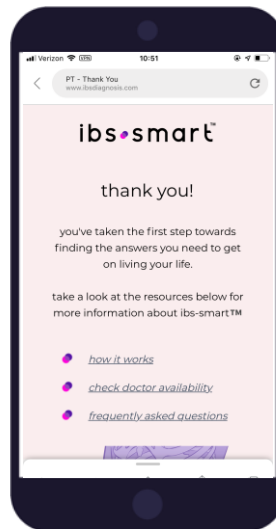 Verizon VPN 10:51
PT - Thank You
www.ibsdiagnosis.com
ibs smart™
thank you!
you've taken the first step towards
finding the answers you need to get
on living your life.
take a look at the resources below for
more information about ibs-smart™
how it works
check doctor availability
frequently asked questions